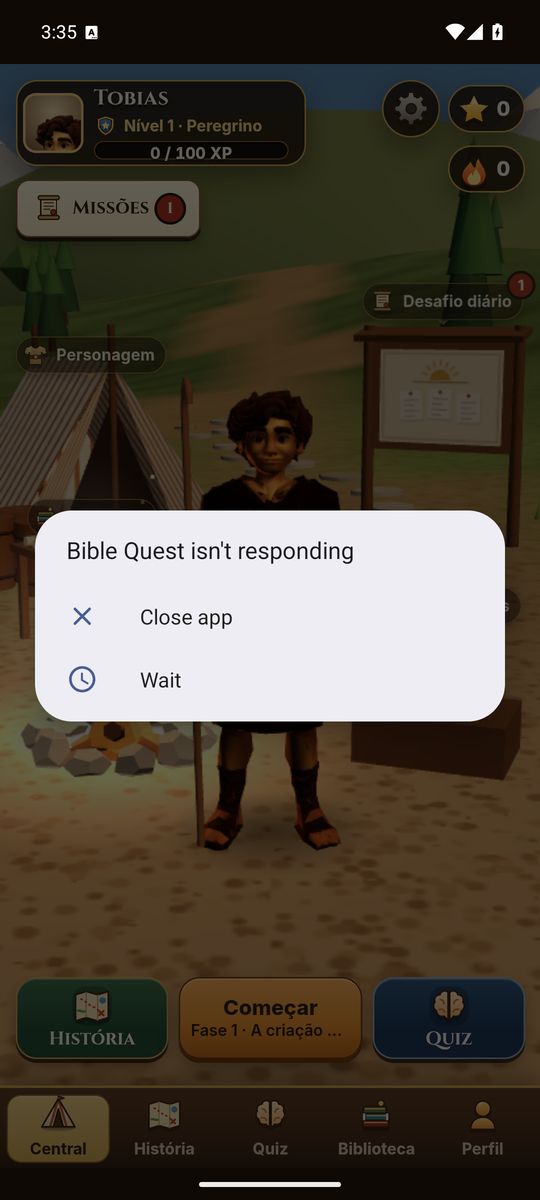 3:35 A
TOBIAS
Nível 1 · Peregrino
0 / 100 XP
0
0
MISSÕES 1
Desafio diário 1
Personagem
Bible Quest isn't responding
Close app
Wait
Começar
Fase 1 · A criação ...
HISTÓRIA
QUIZ
Central
História
Quiz
Biblioteca
Perfil